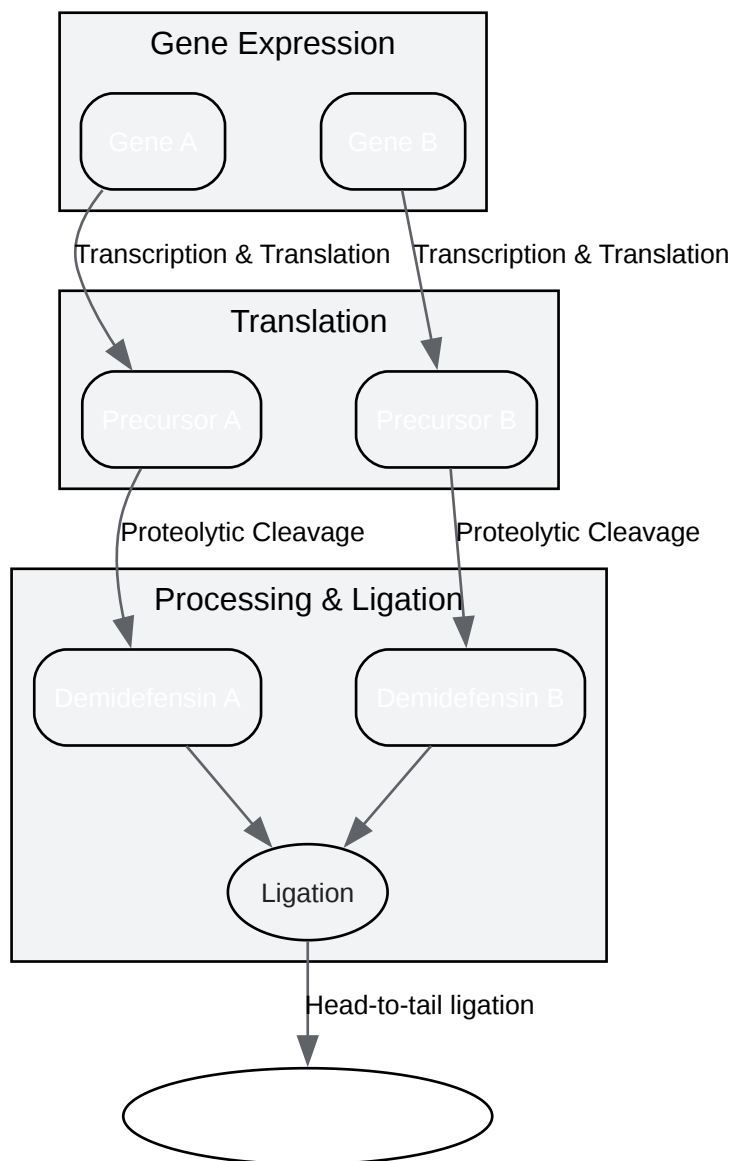 Gene Expression
Gene A
Gene B
Transcription & Translation
Transcription & Translation
Translation
Precursor A
Precursor B
Proteolytic Cleavage
Proteolytic Cleavage
Processing & Ligation
Demidefensin A
Demidefensin B
Ligation
Head-to-tail ligation